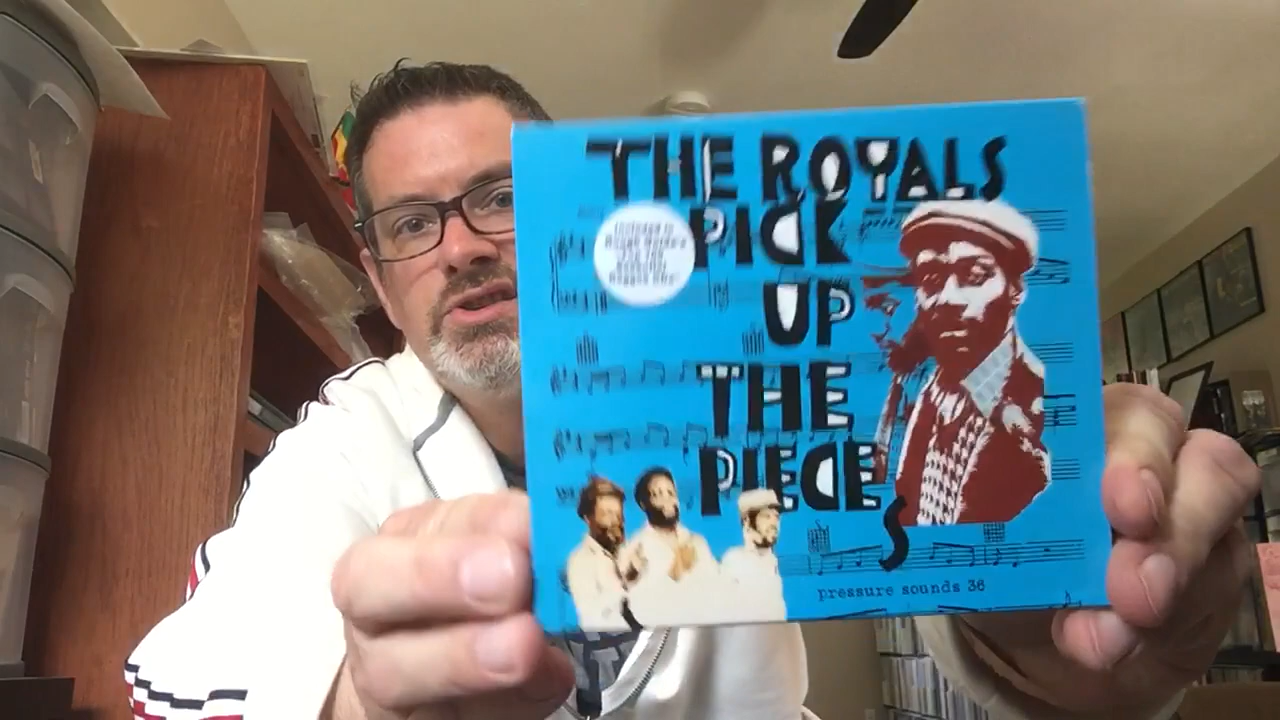 THE ROYALS
PICK
UP
THE
PIECES
pressure sounds 36